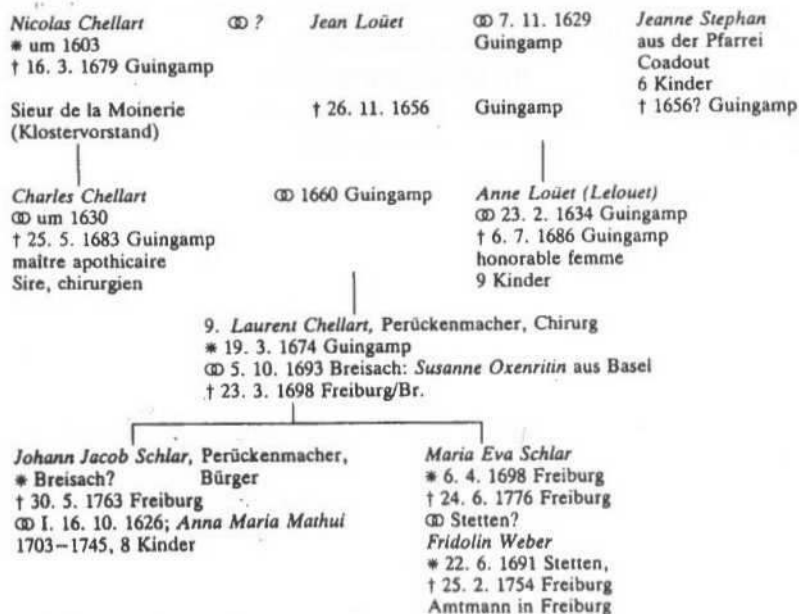 Nicolas Chellart ⚭ ? Jean Loüet ⚭ 7. 11. 1629 Jeanne Stephan
* um 1603 Guingamp aus der Pfarrei
† 16. 3. 1679 Guingamp Coadout
6 Kinder
Sieur de la Moinerie † 26. 11. 1656 Guingamp † 1656? Guingamp
(Klostervorstand)
Charles Chellart ⚭ 1660 Guingamp Anne Loüet (Lelouet)
⚭ um 1630 ⚭ 23. 2. 1634 Guingamp
† 25. 5. 1683 Guingamp † 6. 7. 1686 Guingamp
maître apothicaire honorable femme
Sire, chirurgien 9 Kinder
9. Laurent Chellart, Perückenmacher, Chirurg
* 19. 3. 1674 Guingamp
⚭ 5. 10. 1693 Breisach: Susanne Oxenritin aus Basel
† 23. 3. 1698 Freiburg/Br.
Johann Jacob Schlar, Perückenmacher,
* Breisach? Bürger
† 30. 5. 1763 Freiburg
⚭ I. 16. 10. 1626; Anna Maria Mathui
1703–1745, 8 Kinder
Maria Eva Schlar
* 6. 4. 1698 Freiburg
† 24. 6. 1776 Freiburg
⚭ Stetten?
Fridolin Weber
* 22. 6. 1691 Stetten,
† 25. 2. 1754 Freiburg
Amtmann in Freiburg